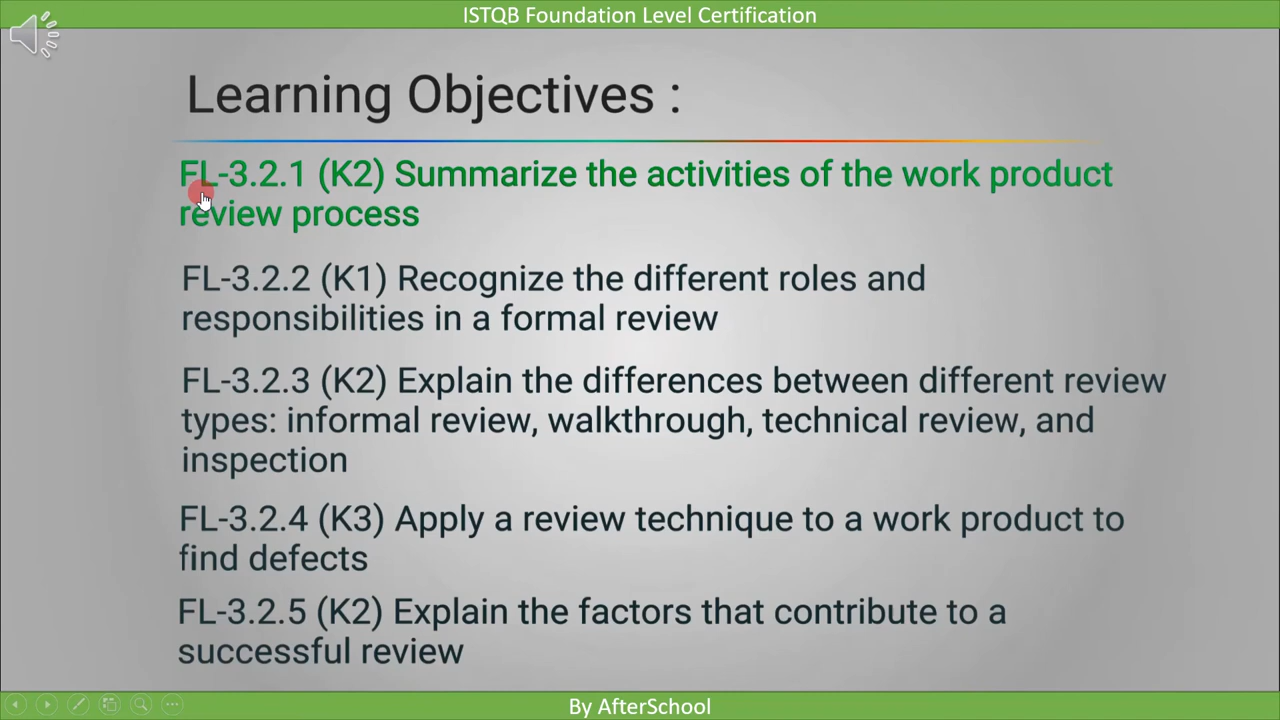 ISTQB Foundation Level Certification
Learning Objectives :
FL-3.2.1 (K2) Summarize the activities of the work product
review process
FL-3.2.2 (K1) Recognize the different roles and
responsibilities in a formal review
FL-3.2.3 (K2) Explain the differences between different review
types: informal review, walkthrough, technical review, and
inspection
FL-3.2.4 (K3) Apply a review technique to a work product to
find defects
FL-3.2.5 (K2) Explain the factors that contribute to a
successful review
By AfterSchool